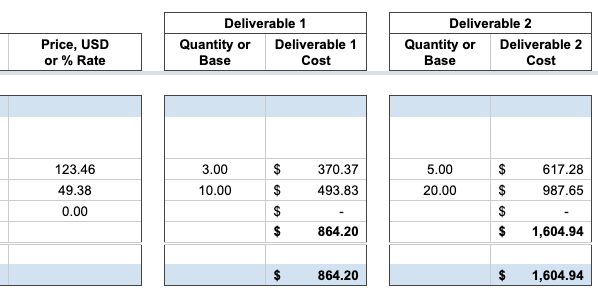 Deliverable 1 Deliverable 2
Price, USD Quantity or Deliverable 1 Quantity or Deliverable 2
or % Rate Base Cost Base Cost
123.46 3.00 $ 370.37 5.00 $ 617.28
49.38 10.00 $ 493.83 20.00 $ 987.65
0.00 $ - $ -
$ 864.20 $ 1,604.94
$ 864.20 $ 1,604.94